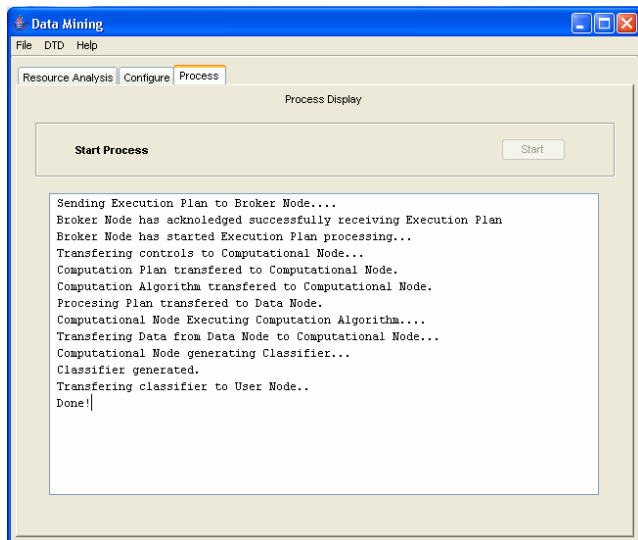 Data Mining
File DTD Help
Resource Analysis Configure Process
Process Display
Start Process Start
Sending Execution Plan to Broker Node....
Broker Node has acknoledged successfully receiving Execution Plan
Broker Node has started Execution Plan processing...
Transfering controls to Computational Node...
Computation Plan transfered to Computational Node.
Computation Algorithm transfered to Computational Node.
Procesing Plan transfered to Data Node.
Computational Node Executing Computation Algorithm....
Transfering Data from Data Node to Computational Node...
Computational Node generating Classifier...
Classifier generated.
Transfering classifier to User Node..
Done!